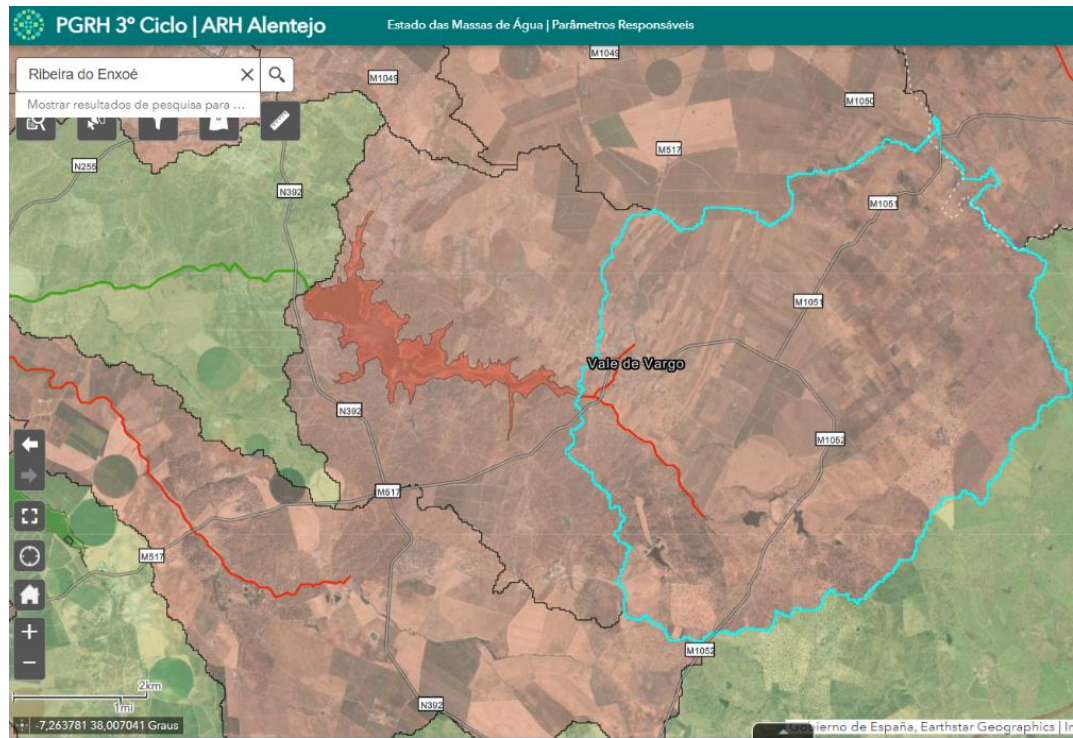 PGRH 3º Ciclo | ARH Alentejo
Estado das Massas de Água | Parâmetros Responsáveis
Ribeira do Enxoé
Mostrar resultados de pesquisa para ...
M1049
M1049
M1050
M517
N255
N392
M1051
M1051
Vale de Vargo
N392
M1052
M517
M517
M1052
N392
2km
1mi
-7,263781 38,007041 Graus
Gobierno de España, Earthstar Geographics | In